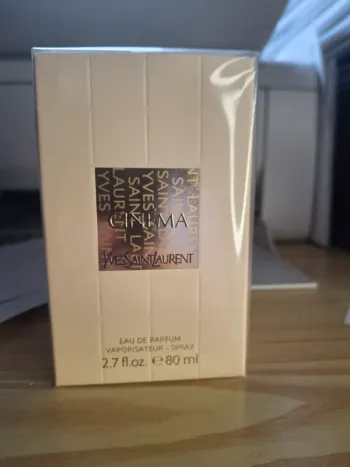 CINEMA
YVESSAINTLAURENT
EAU DE PARFUM
VAPORISATEUR - SPRAY
2.7 fl.oz. ℮ 80 ml